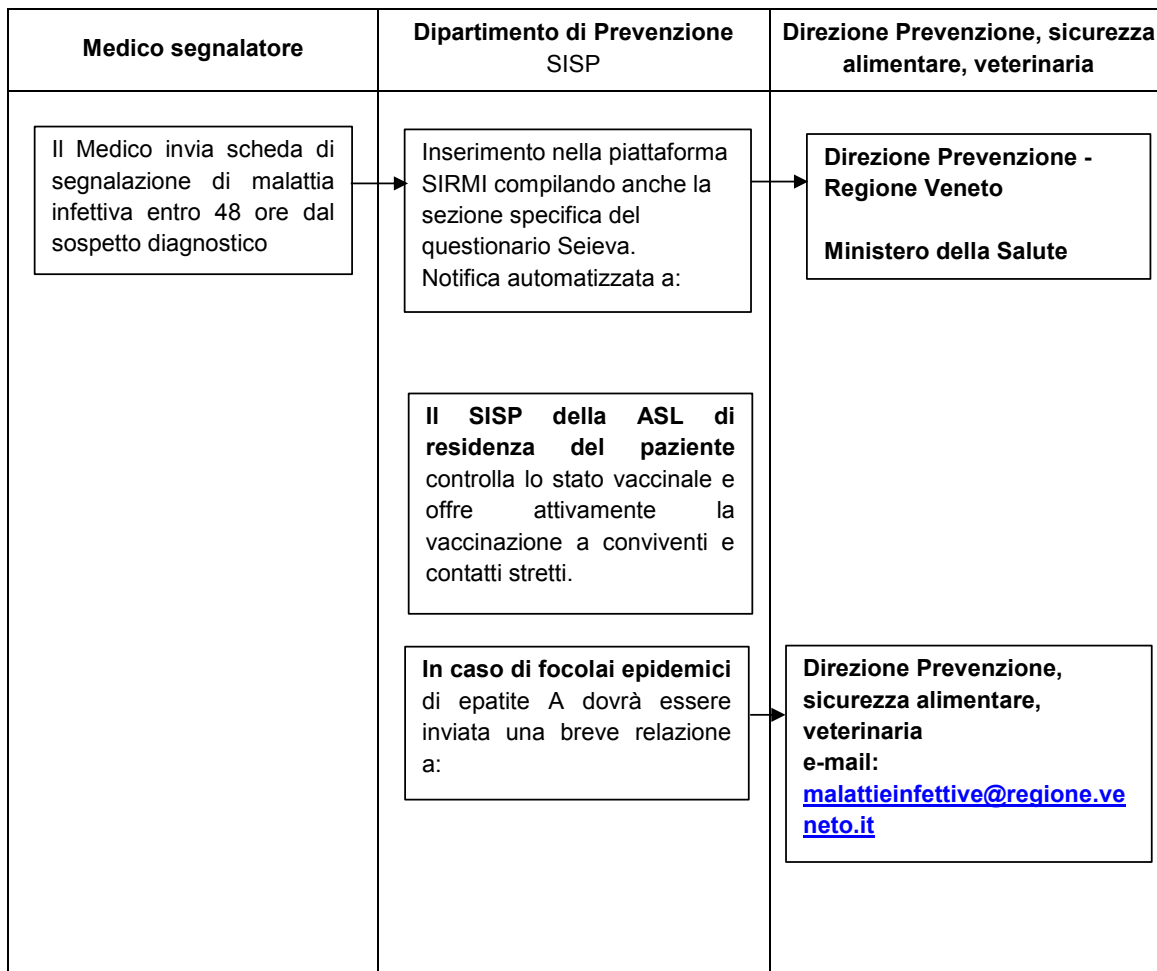 Medico segnalatore
Dipartimento di Prevenzione
SISP
Direzione Prevenzione, sicurezza
alimentare, veterinaria
Il Medico invia scheda di
segnalazione di malattia
infettiva entro 48 ore dal
sospetto diagnostico
Inserimento nella piattaforma
SIRMI compilando anche la
sezione specifica del
questionario Seieva.
Notifica automatizzata a:
Direzione Prevenzione -
Regione Veneto
Ministero della Salute
Il SISP della ASL di
residenza del paziente
controlla lo stato vaccinale e
offre attivamente la
vaccinazione a conviventi e
contatti stretti.
In caso di focolai epidemici
di epatite A dovrà essere
inviata una breve relazione
a:
Direzione Prevenzione,
sicurezza alimentare,
veterinaria
e-mail:
malattieinfettive@regione.ve
neto.it